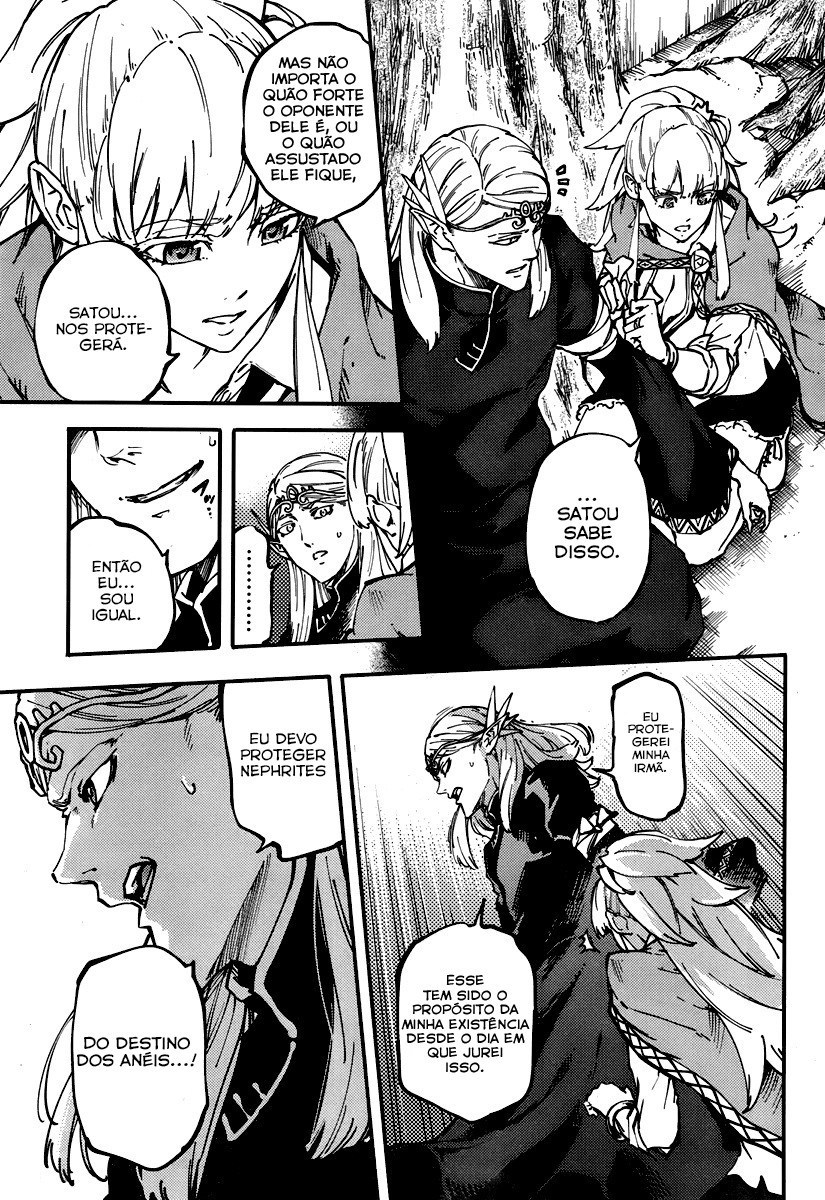 ...
SATOU
SABE
DISSO.
MAS NÃO
IMPORTA O
QUÃO FORTE
O OPONENTE
DELE É, OU
O QUÃO
ASSUSTADO
ELE FIQUE,
SATOU...
NOS PROTE-
GERÁ.
.........
ENTÃO
EU...
SOU
IGUAL.
EU
PROTE-
GEREI
MINHA
IRMÃ.
ESSE
TEM SIDO O
PROPÓSITO DA
MINHA EXISTÊNCIA
DESDE O DIA EM
QUE JUREI
ISSO.
EU DEVO
PROTEGER
NEPHRITES
DO DESTINO
DOS ANÉIS...!